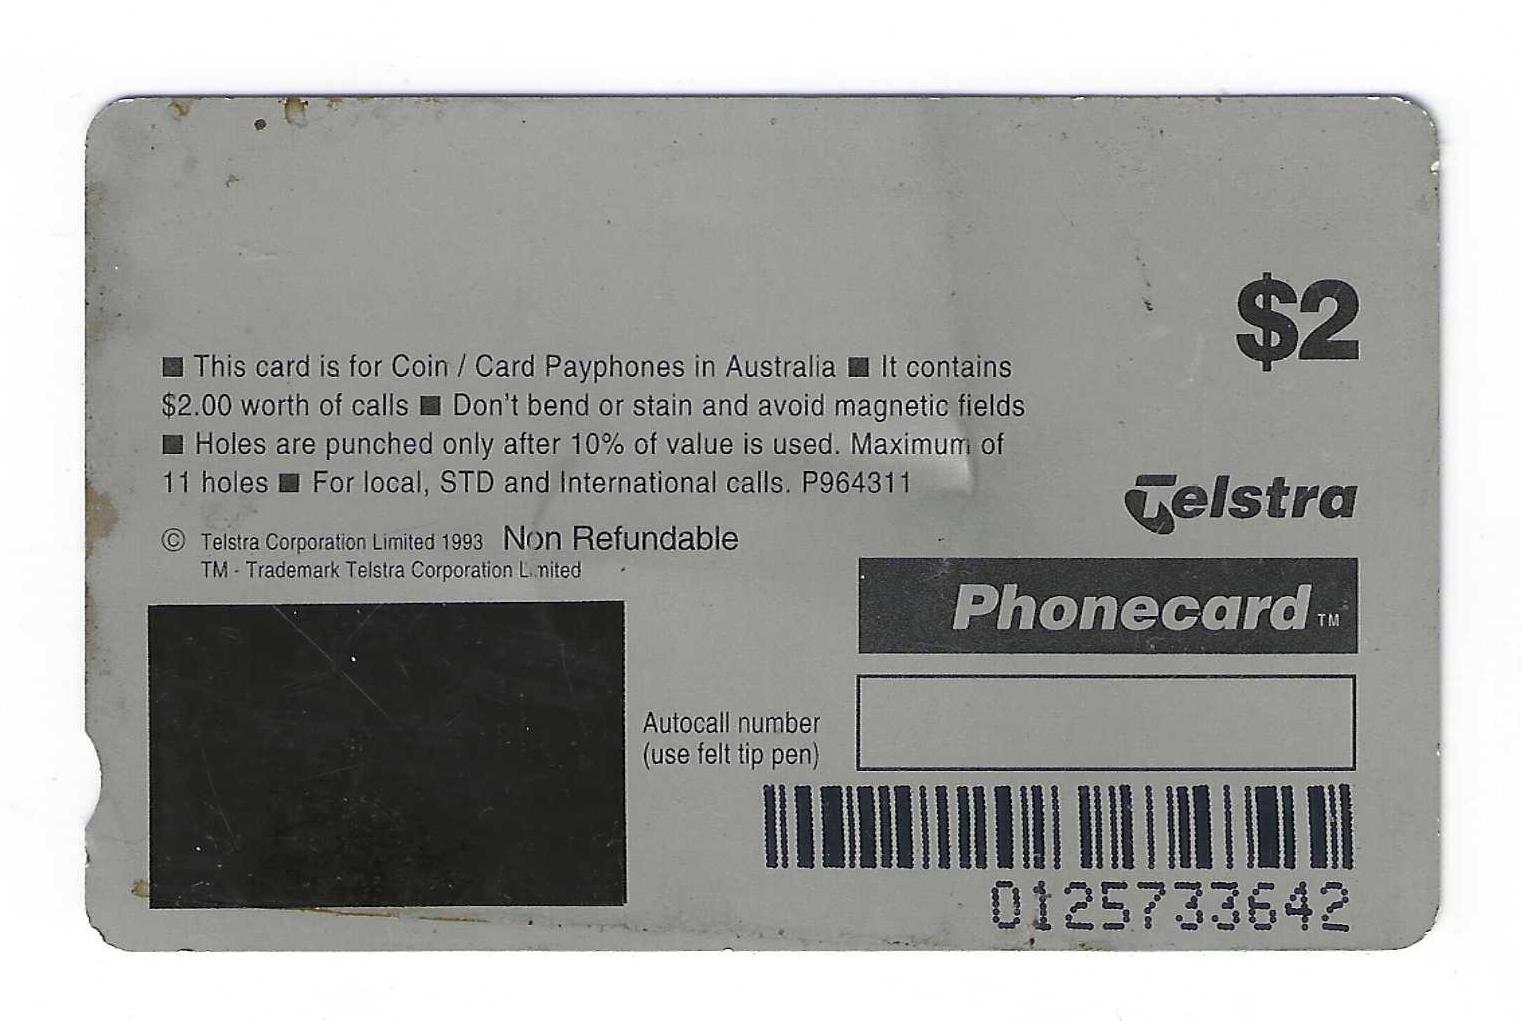 $2
■ This card is for Coin / Card Payphones in Australia ■ It contains
$2.00 worth of calls ■ Don't bend or stain and avoid magnetic fields
■ Holes are punched only after 10% of value is used. Maximum of
11 holes ■ For local, STD and International calls. P964311
Telstra
© Telstra Corporation Limited 1993 Non Refundable
TM - Trademark Telstra Corporation Limited
Phonecard TM
Autocall number
(use felt tip pen)
0125733642